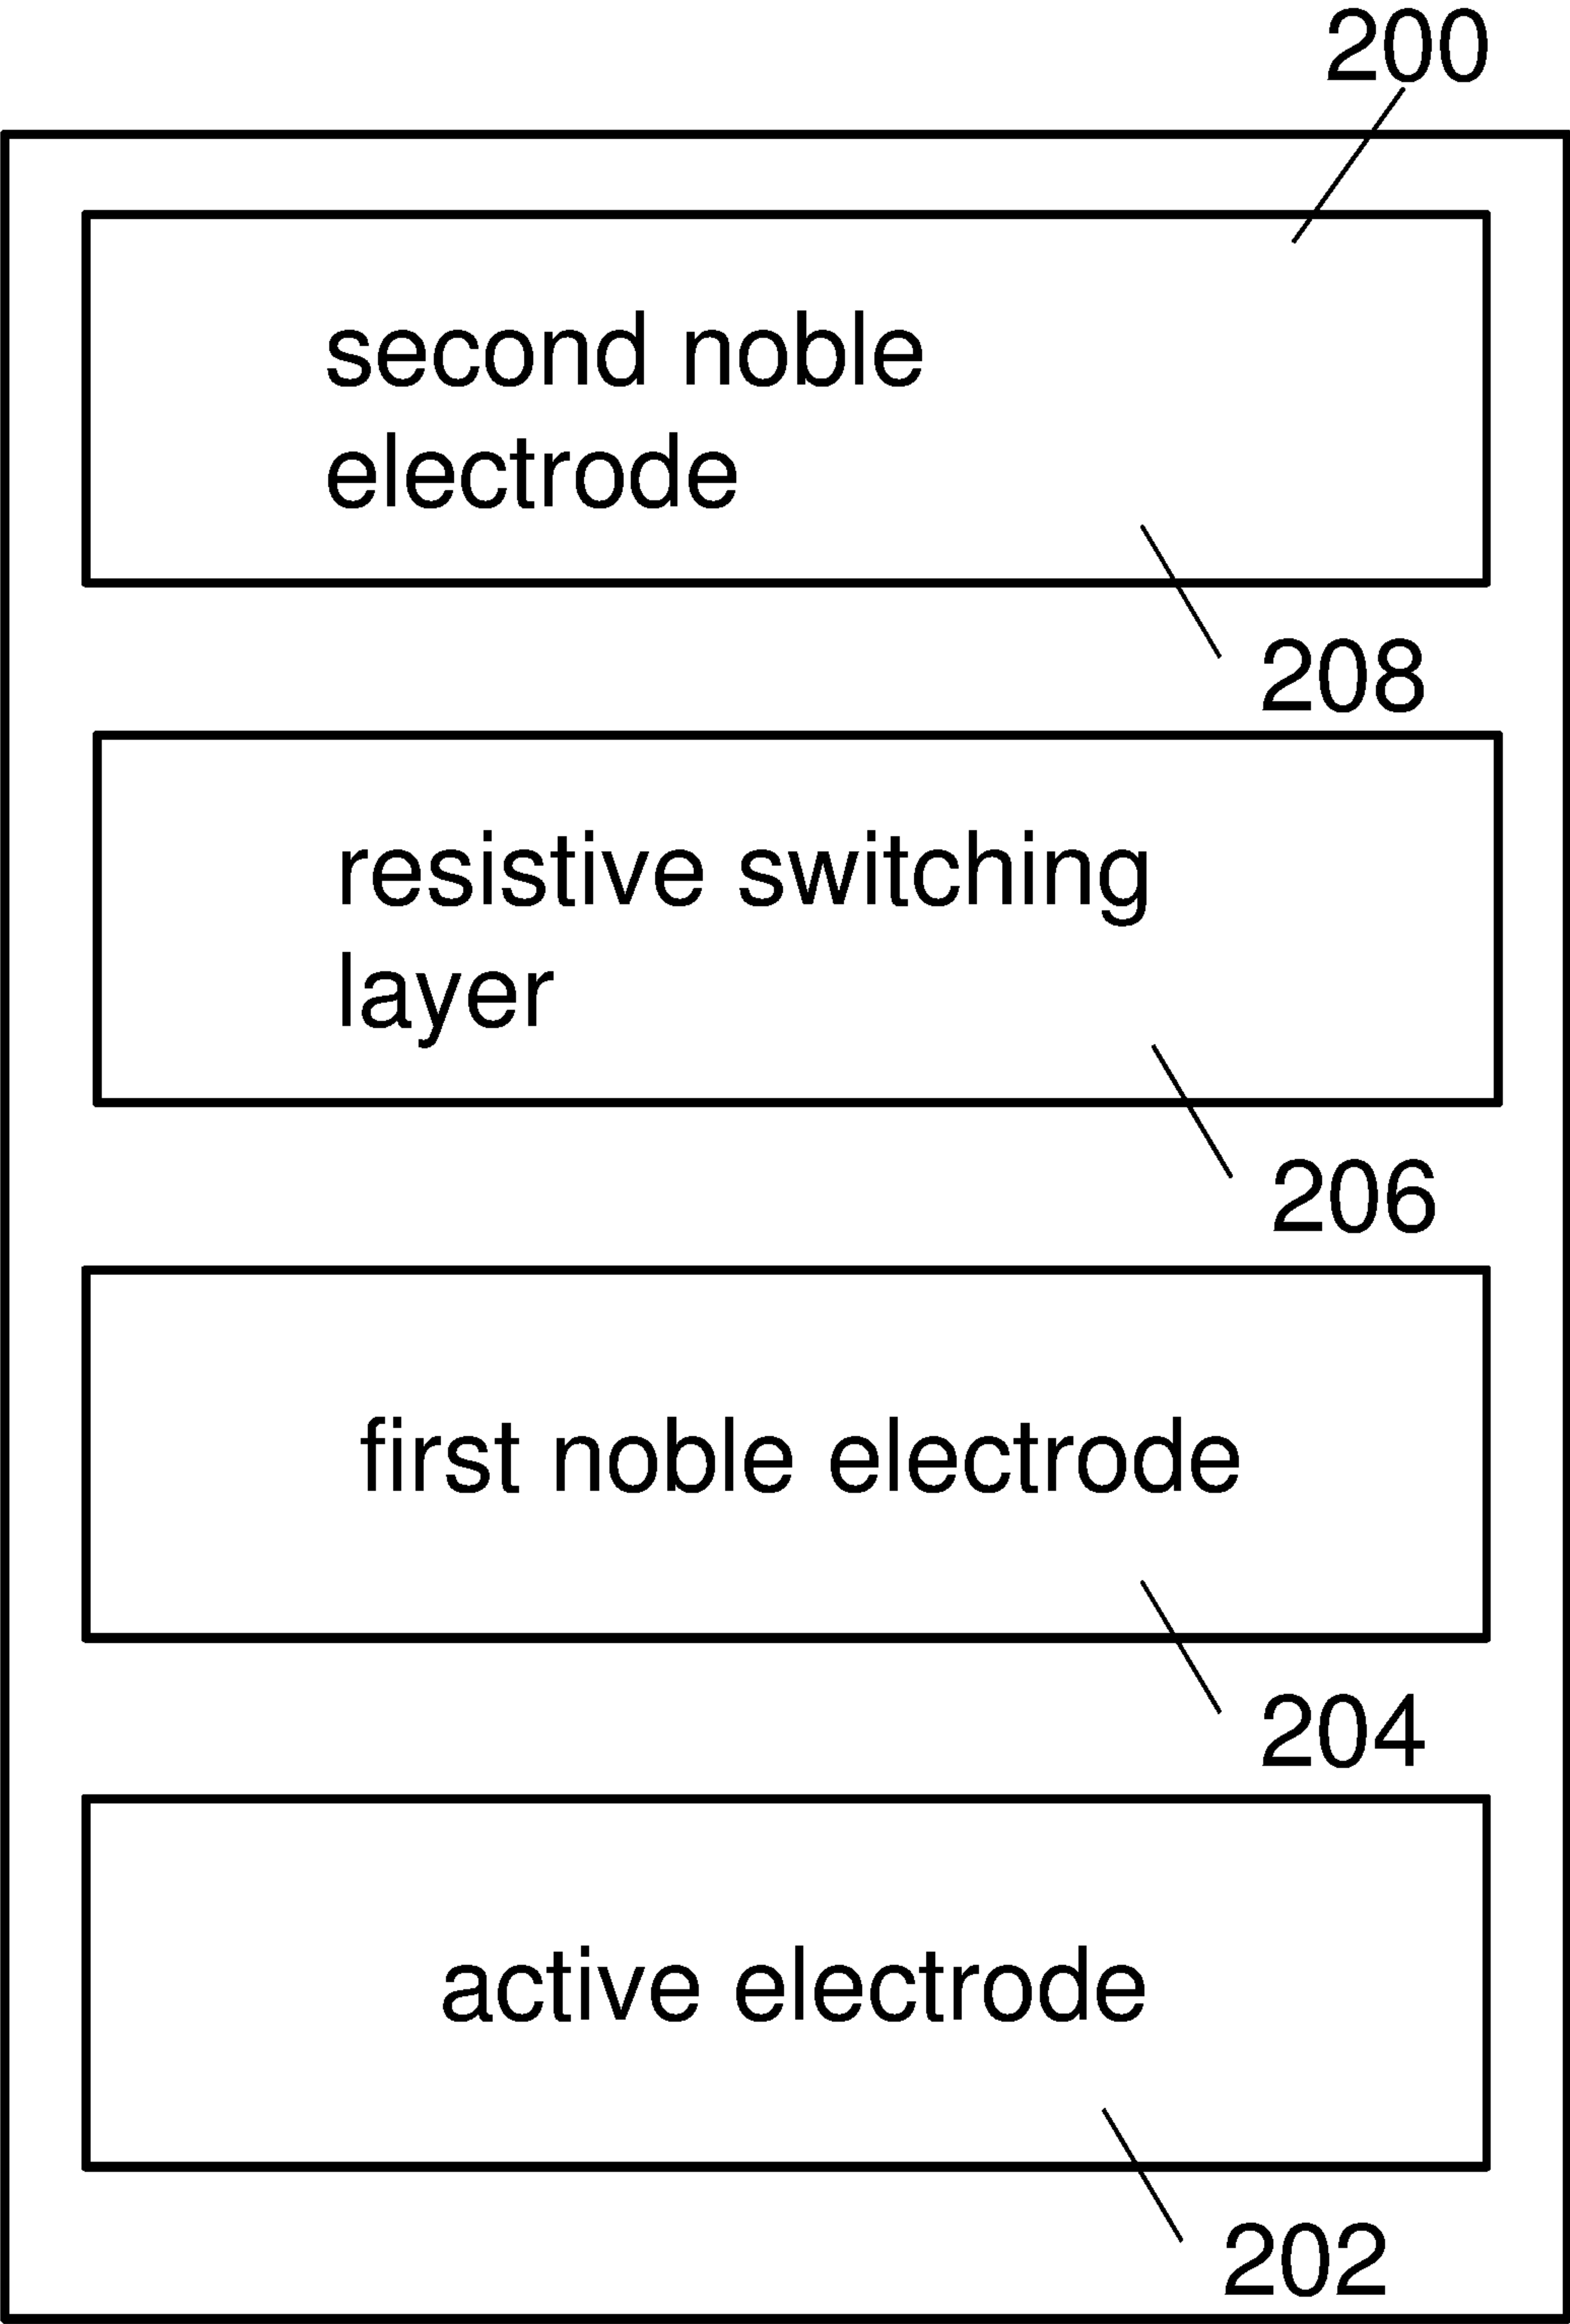 200
second noble
electrode
208
resistive switching
layer
206
first noble electrode
204
active electrode
202